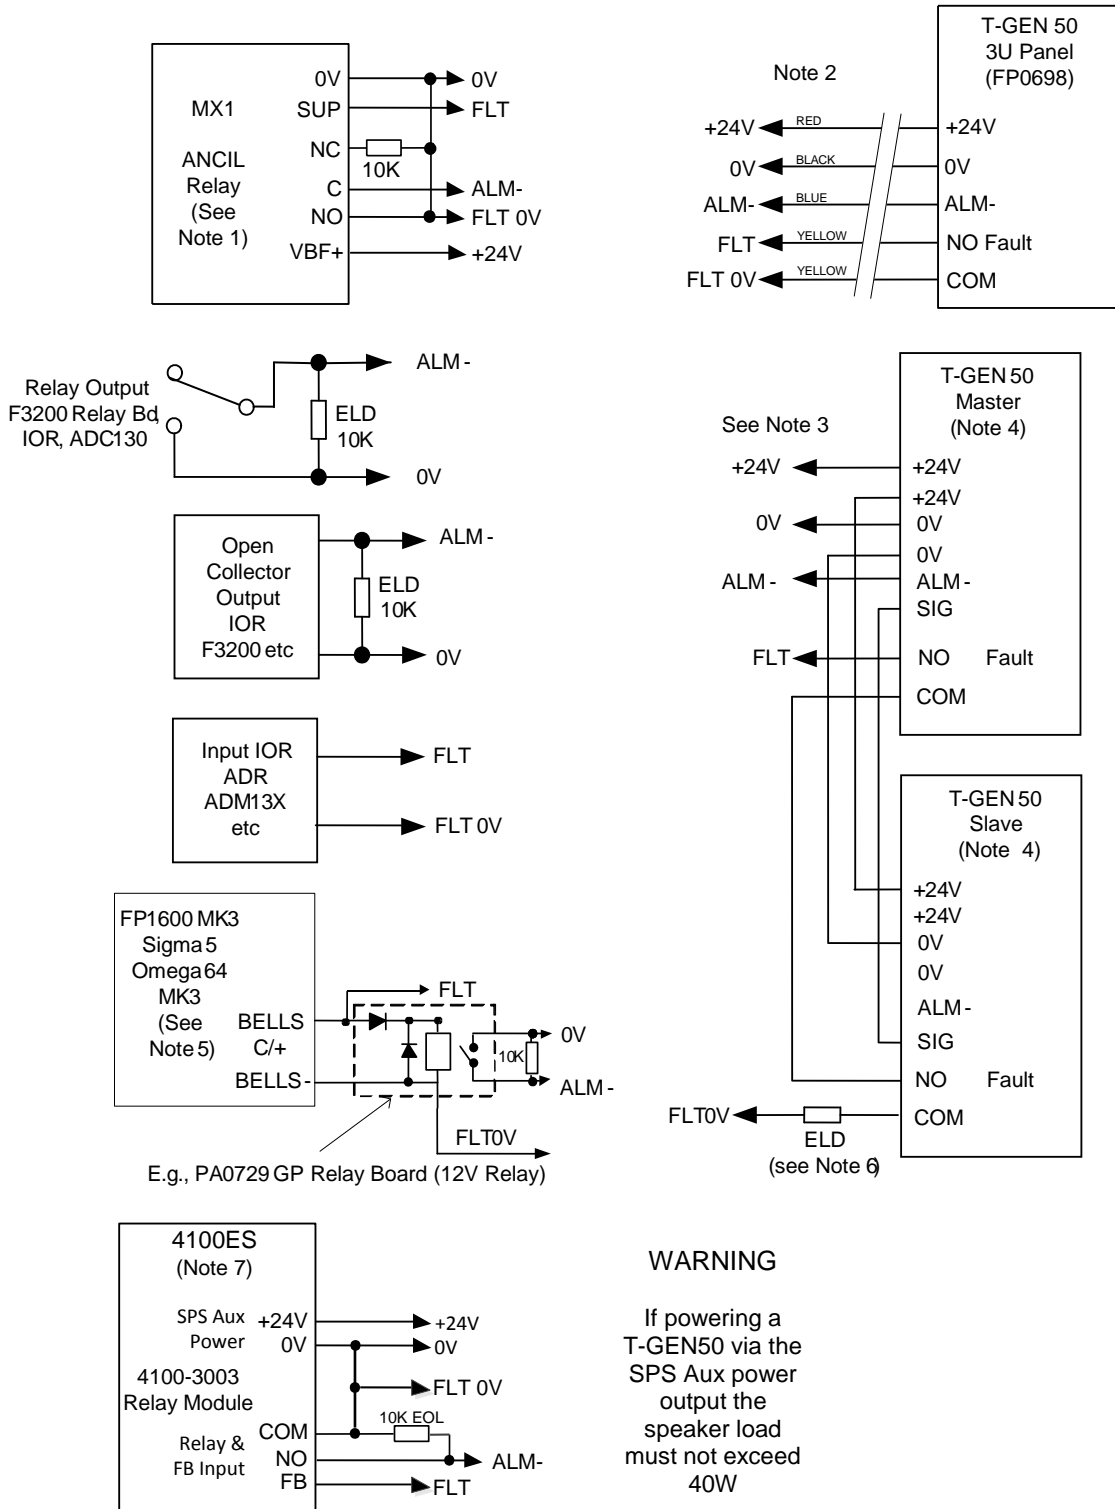 MX1
ANCIL
Relay
(See
Note 1)
0V
SUP
NC
C
NO
VBF+
10K
0V
FLT
ALM-
FLT 0V
+24V
Relay Output
F3200 Relay Bd,
IOR, ADC130
ELD
10K
ALM -
0V
Open
Collector
Output
IOR
F3200 etc
ELD
10K
ALM -
0V
Input IOR
ADR
ADM13X
etc
FLT
FLT 0V
FP1600 MK3
Sigma 5
Omega 64
MK3
(See
Note 5)
BELLS
C/+
BELLS -
FLT
10K
0V
ALM -
FLT0V
E.g., PA0729 GP Relay Board (12V Relay)
4100ES
(Note 7)
SPS Aux
Power
+24V
0V
4100-3003
Relay Module
Relay &
FB Input
COM
NO
FB
10K EOL
+24V
0V
FLT 0V
ALM-
FLT
Note 2
T-GEN 50
3U Panel
(FP0698)
+24V RED +24V
0V BLACK 0V
ALM- BLUE ALM-
FLT YELLOW NO Fault
FLT 0V YELLOW COM
See Note 3
T-GEN 50
Master
(Note 4)
+24V +24V
+24V
0V 0V
0V
ALM - ALM -
SIG
FLT NO Fault
COM
T-GEN 50
Slave
(Note 4)
+24V
+24V
0V
0V
ALM -
SIG
NO Fault
FLT0V COM
ELD
(see Note 6)
WARNING
If powering a
T-GEN50 via the
SPS Aux power
output the
speaker load
must not exceed
40W